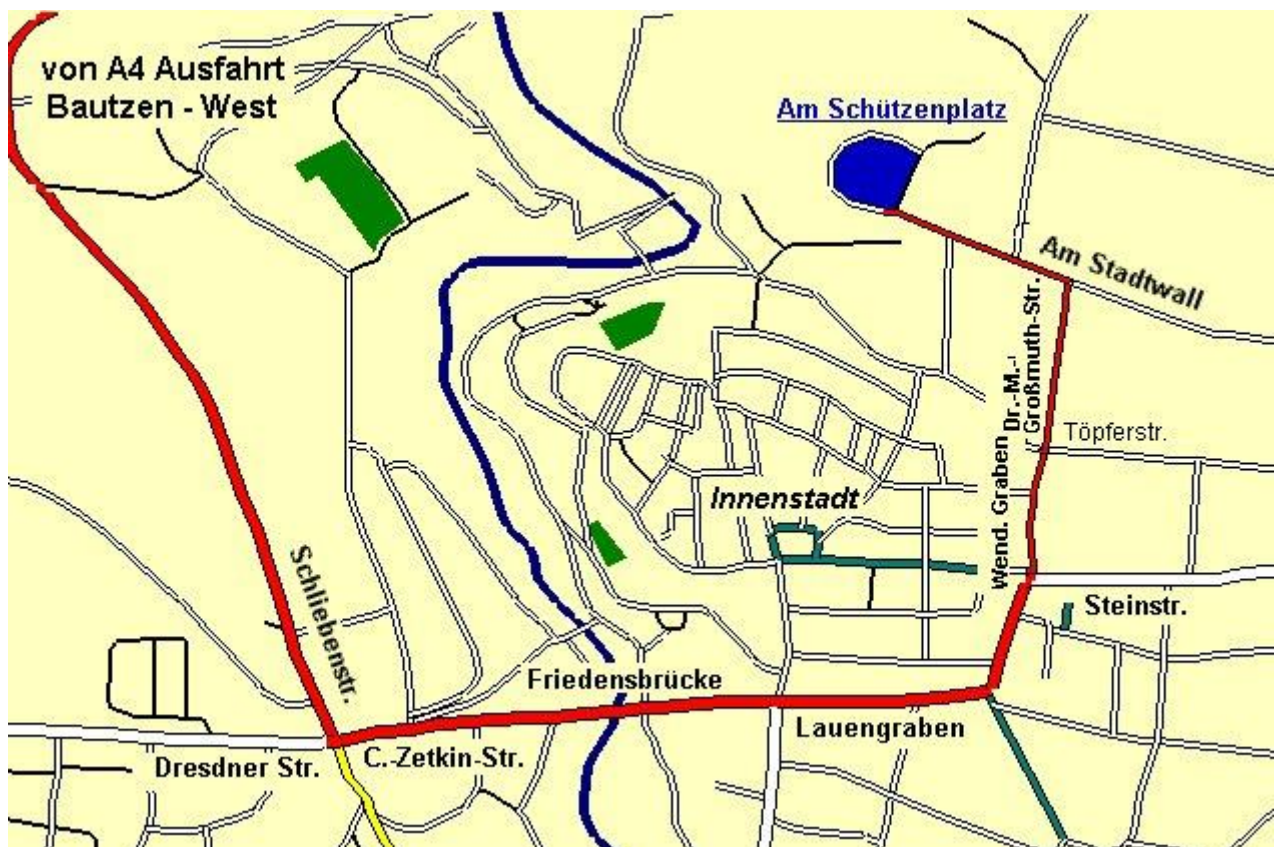 von A4 Ausfahrt
Bautzen - West
Am Schützenplatz
Am Stadtwall
Dr.-M.-
Großmuth-Str.
Töpferstr.
Wend. Graben
Innenstadt
Steinstr.
Schliebenstr.
Friedensbrücke
Lauengraben
C.-Zetkin-Str.
Dresdner Str.